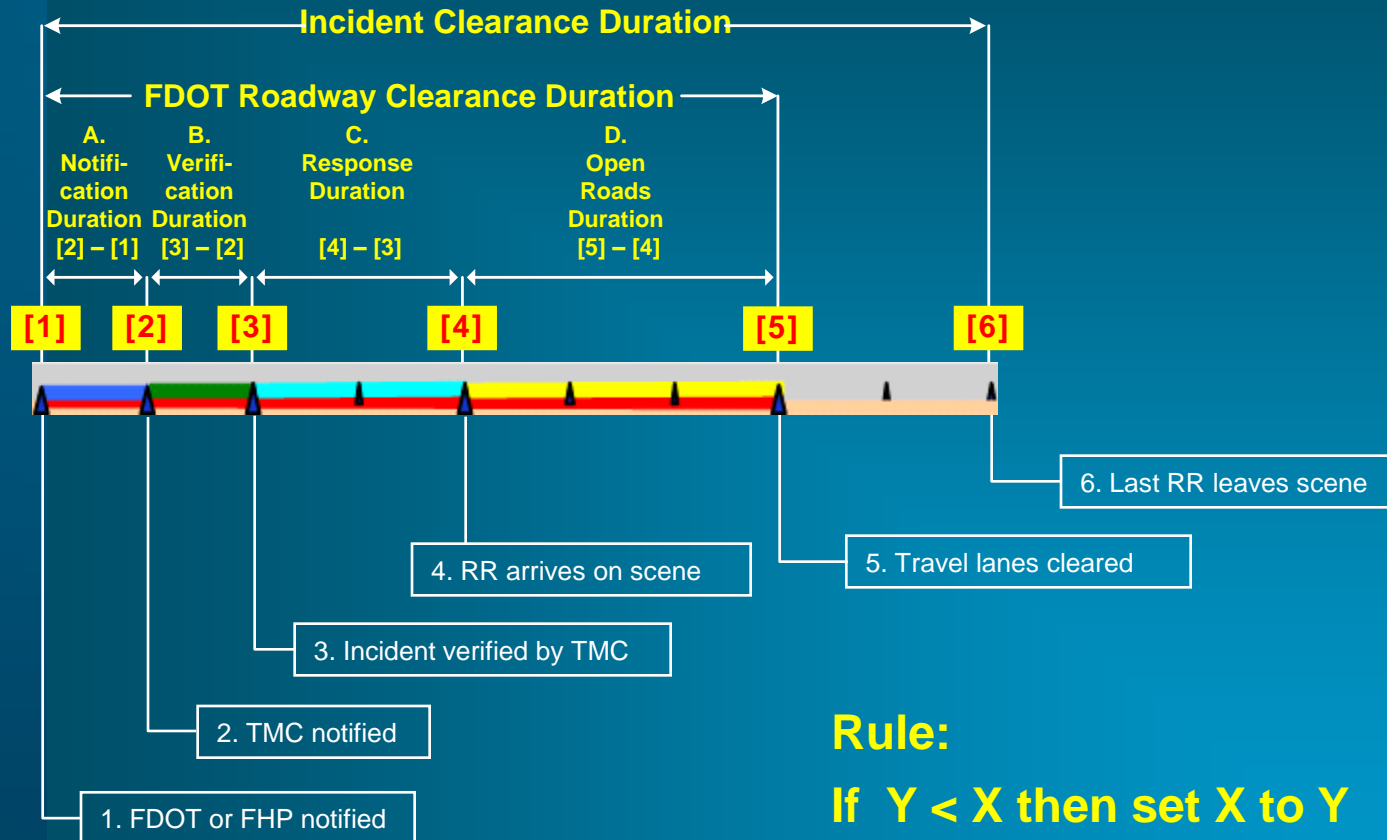 Incident Clearance Duration
FDOT Roadway Clearance Duration
A.
Notifi-
cation
Duration
[2] – [1]
B.
Verifi-
cation
Duration
[3] – [2]
C.
Response
Duration
[4] – [3]
D.
Open
Roads
Duration
[5] – [4]
[1]
[2]
[3]
[4]
[5]
[6]
6. Last RR leaves scene
4. RR arrives on scene
5. Travel lanes cleared
3. Incident verified by TMC
2. TMC notified
1. FDOT or FHP notified
Rule:
If Y < X then set X to Y